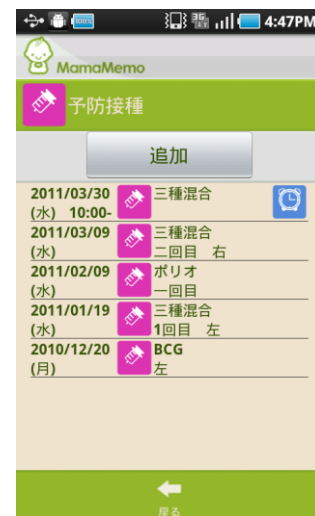 100%
3G
4:47PM
MamaMemo
予防接種
追加
2011/03/30 三種混合
(水) 10:00-
2011/03/09 三種混合
(水) 二回目 右
2011/02/09 ポリオ
(水) 一回目
2011/01/19 三種混合
(水) 1回目 左
2010/12/20 BCG
(月) 左
戻る